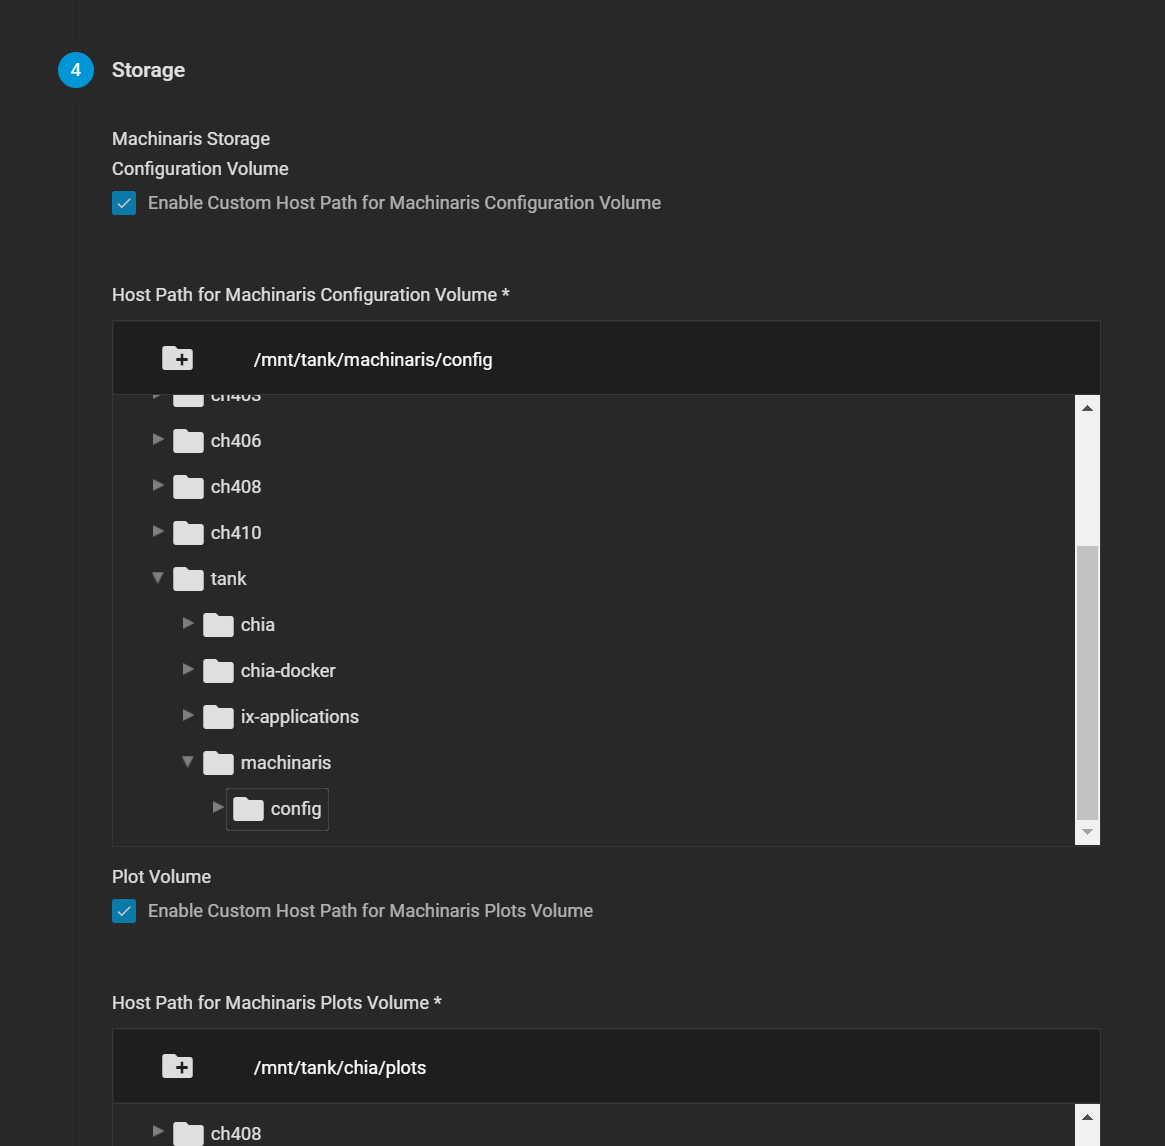 4 Storage
Machinaris Storage
Configuration Volume
Enable Custom Host Path for Machinaris Configuration Volume
Host Path for Machinaris Configuration Volume *
/mnt/tank/machinaris/config
ch406
ch408
ch410
tank
chia
chia-docker
ix-applications
machinaris
config
Plot Volume
Enable Custom Host Path for Machinaris Plots Volume
Host Path for Machinaris Plots Volume *
/mnt/tank/chia/plots
ch408